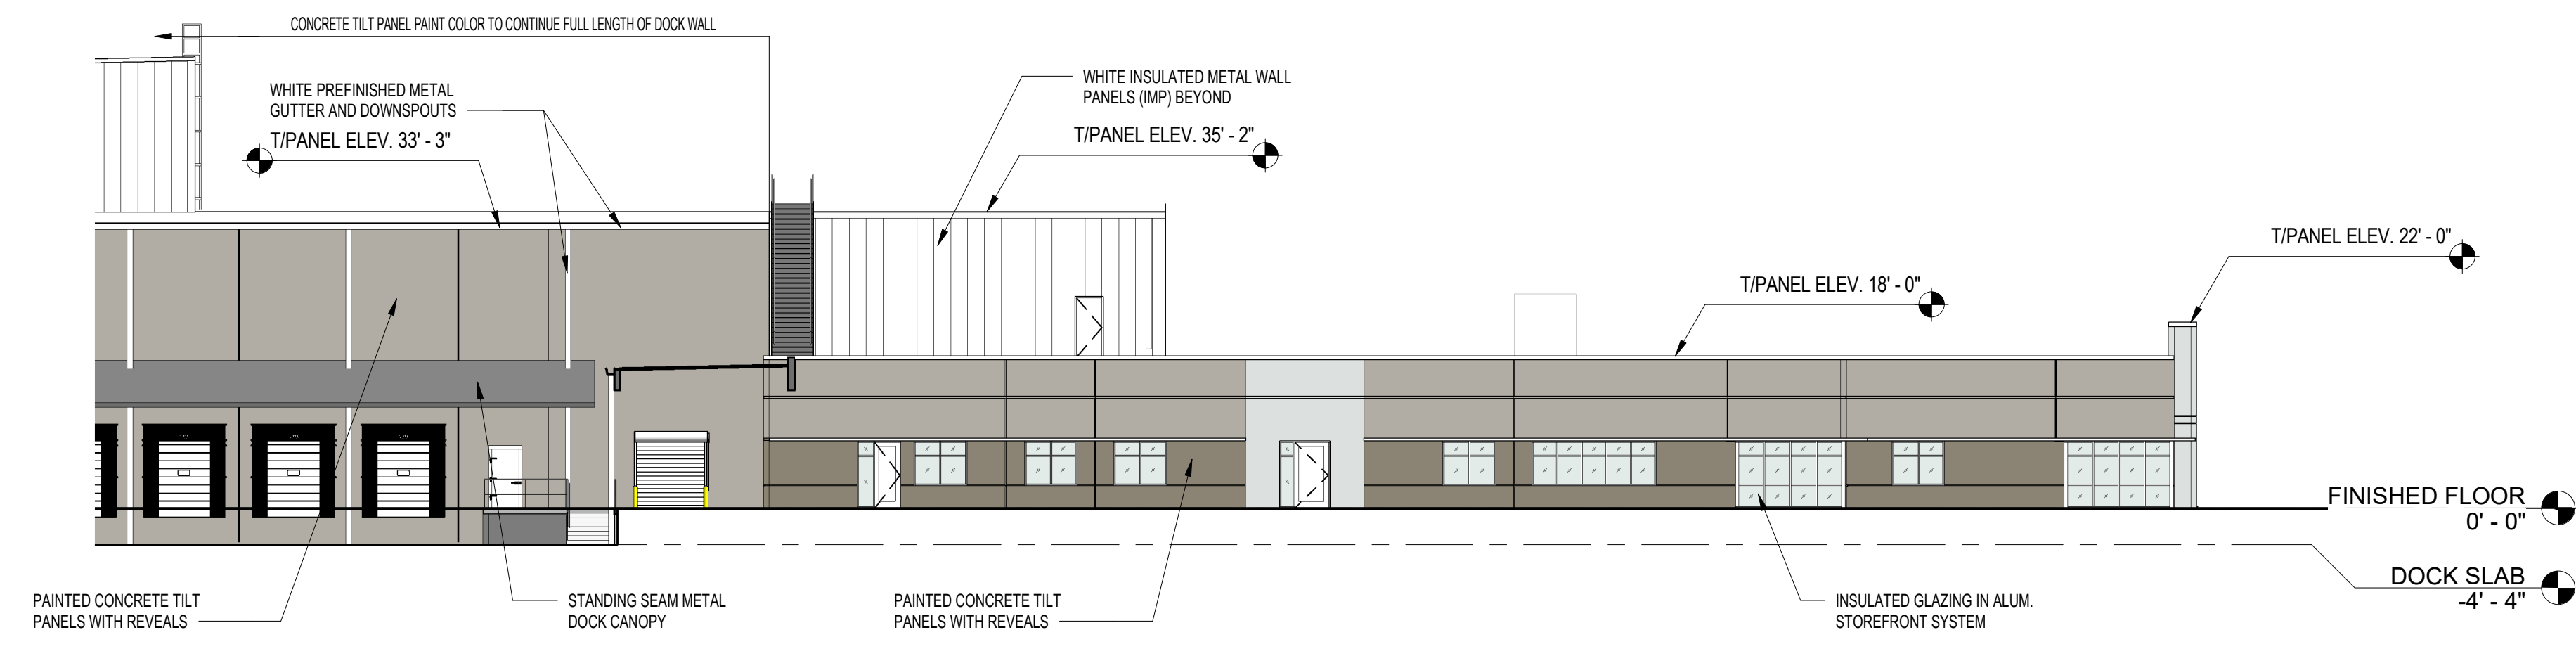 CONCRETE TILT PANEL PAINT COLOR TO CONTINUE FULL LENGTH OF DOCK WALL
WHITE PREFINISHED METAL
GUTTER AND DOWNSPOUTS
T/PANEL ELEV. 33' - 3"
WHITE INSULATED METAL WALL
PANELS (IMP) BEYOND
T/PANEL ELEV. 35' - 2"
T/PANEL ELEV. 22' - 0"
T/PANEL ELEV. 18' - 0"
FINISHED FLOOR
0' - 0"
DOCK SLAB
-4' - 4"
PAINTED CONCRETE TILT
PANELS WITH REVEALS
STANDING SEAM METAL
DOCK CANOPY
PAINTED CONCRETE TILT
PANELS WITH REVEALS
INSULATED GLAZING IN ALUM.
STOREFRONT SYSTEM